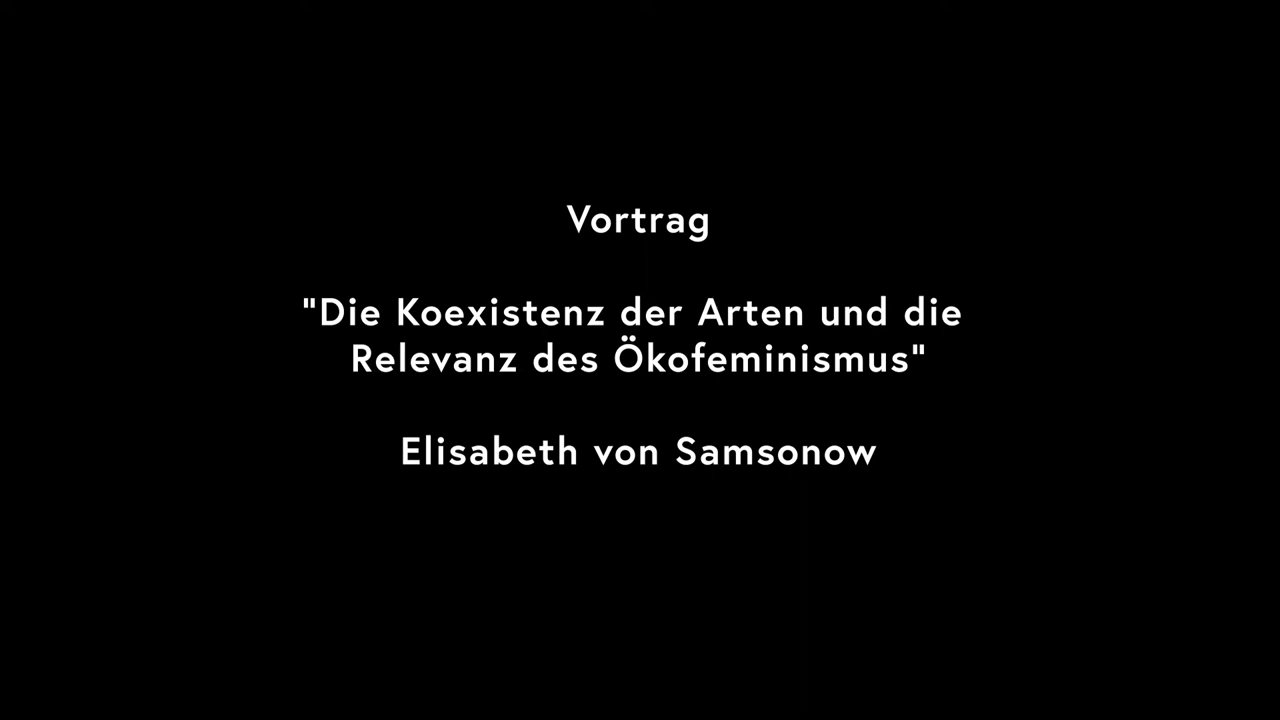 Vortrag
"Die Koexistenz der Arten und die
Relevanz des Ökofeminismus"
Elisabeth von Samsonow